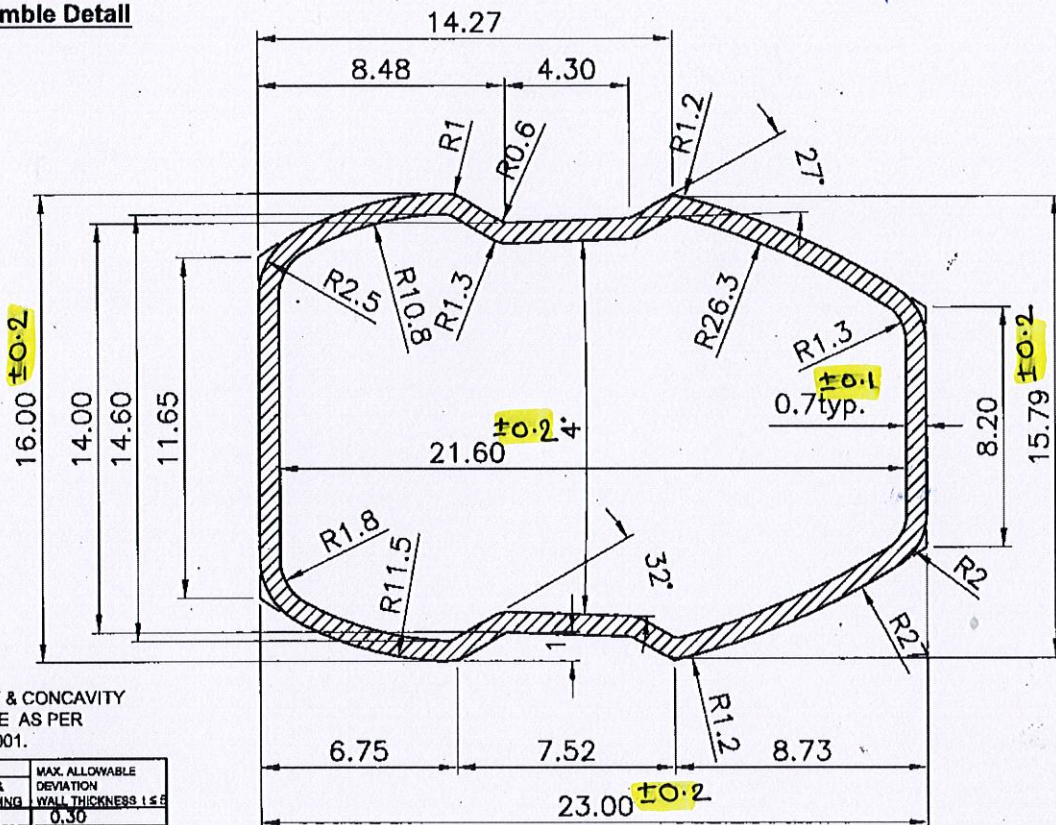 mble Detail
14.27
8.48
4.30
R1
R0.6
R1.2
27°
R2.5
R10.8
R1.3
R26.3
R1.3
±0.2
16.00
14.00
14.60
11.65
±0.1
0.7typ.
8.20
±0.2
15.79
±0.2
4°
21.60
R1.8
R11.5
32°
1
R2
R27
R1.2
& CONCAVITY
E AS PER
001.
MAX. ALLOWABLE
DEVIATION
NG WALL THICKNESS
0.30
6.75
7.52
8.73
23.00 ±0.2